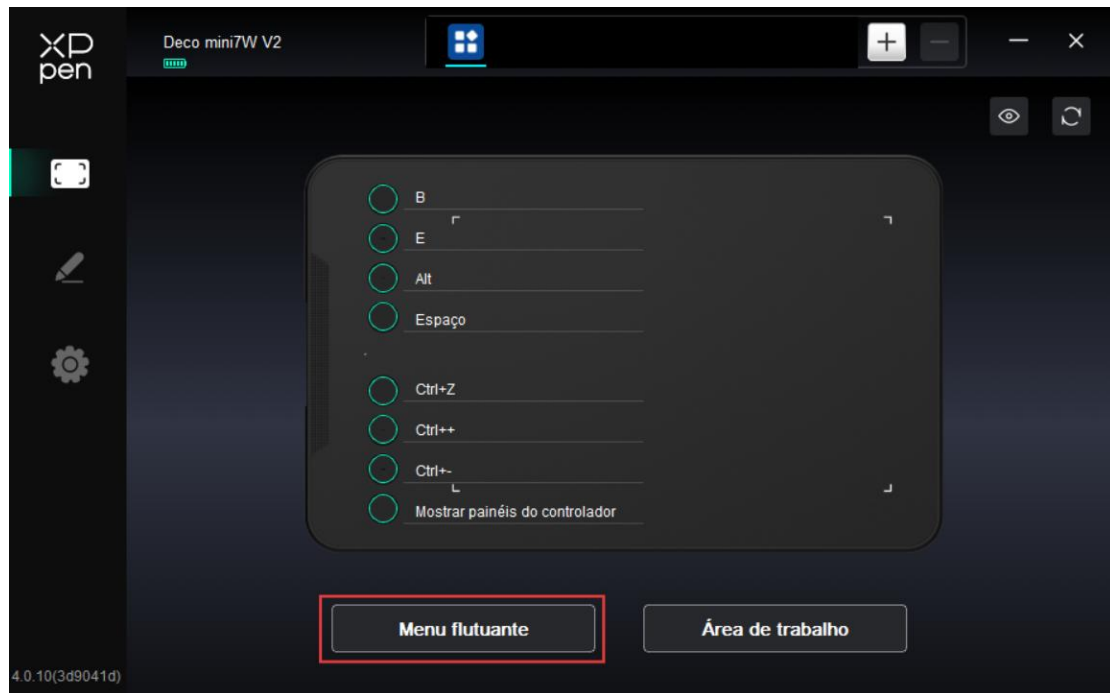 XP
pen
Deco mini7W V2
B
E
Alt
Espaço
Ctrl+Z
Ctrl++
Ctrl+-
Mostrar painéis do controlador
Menu flutuante
Área de trabalho
4.0.10(3d9041d)